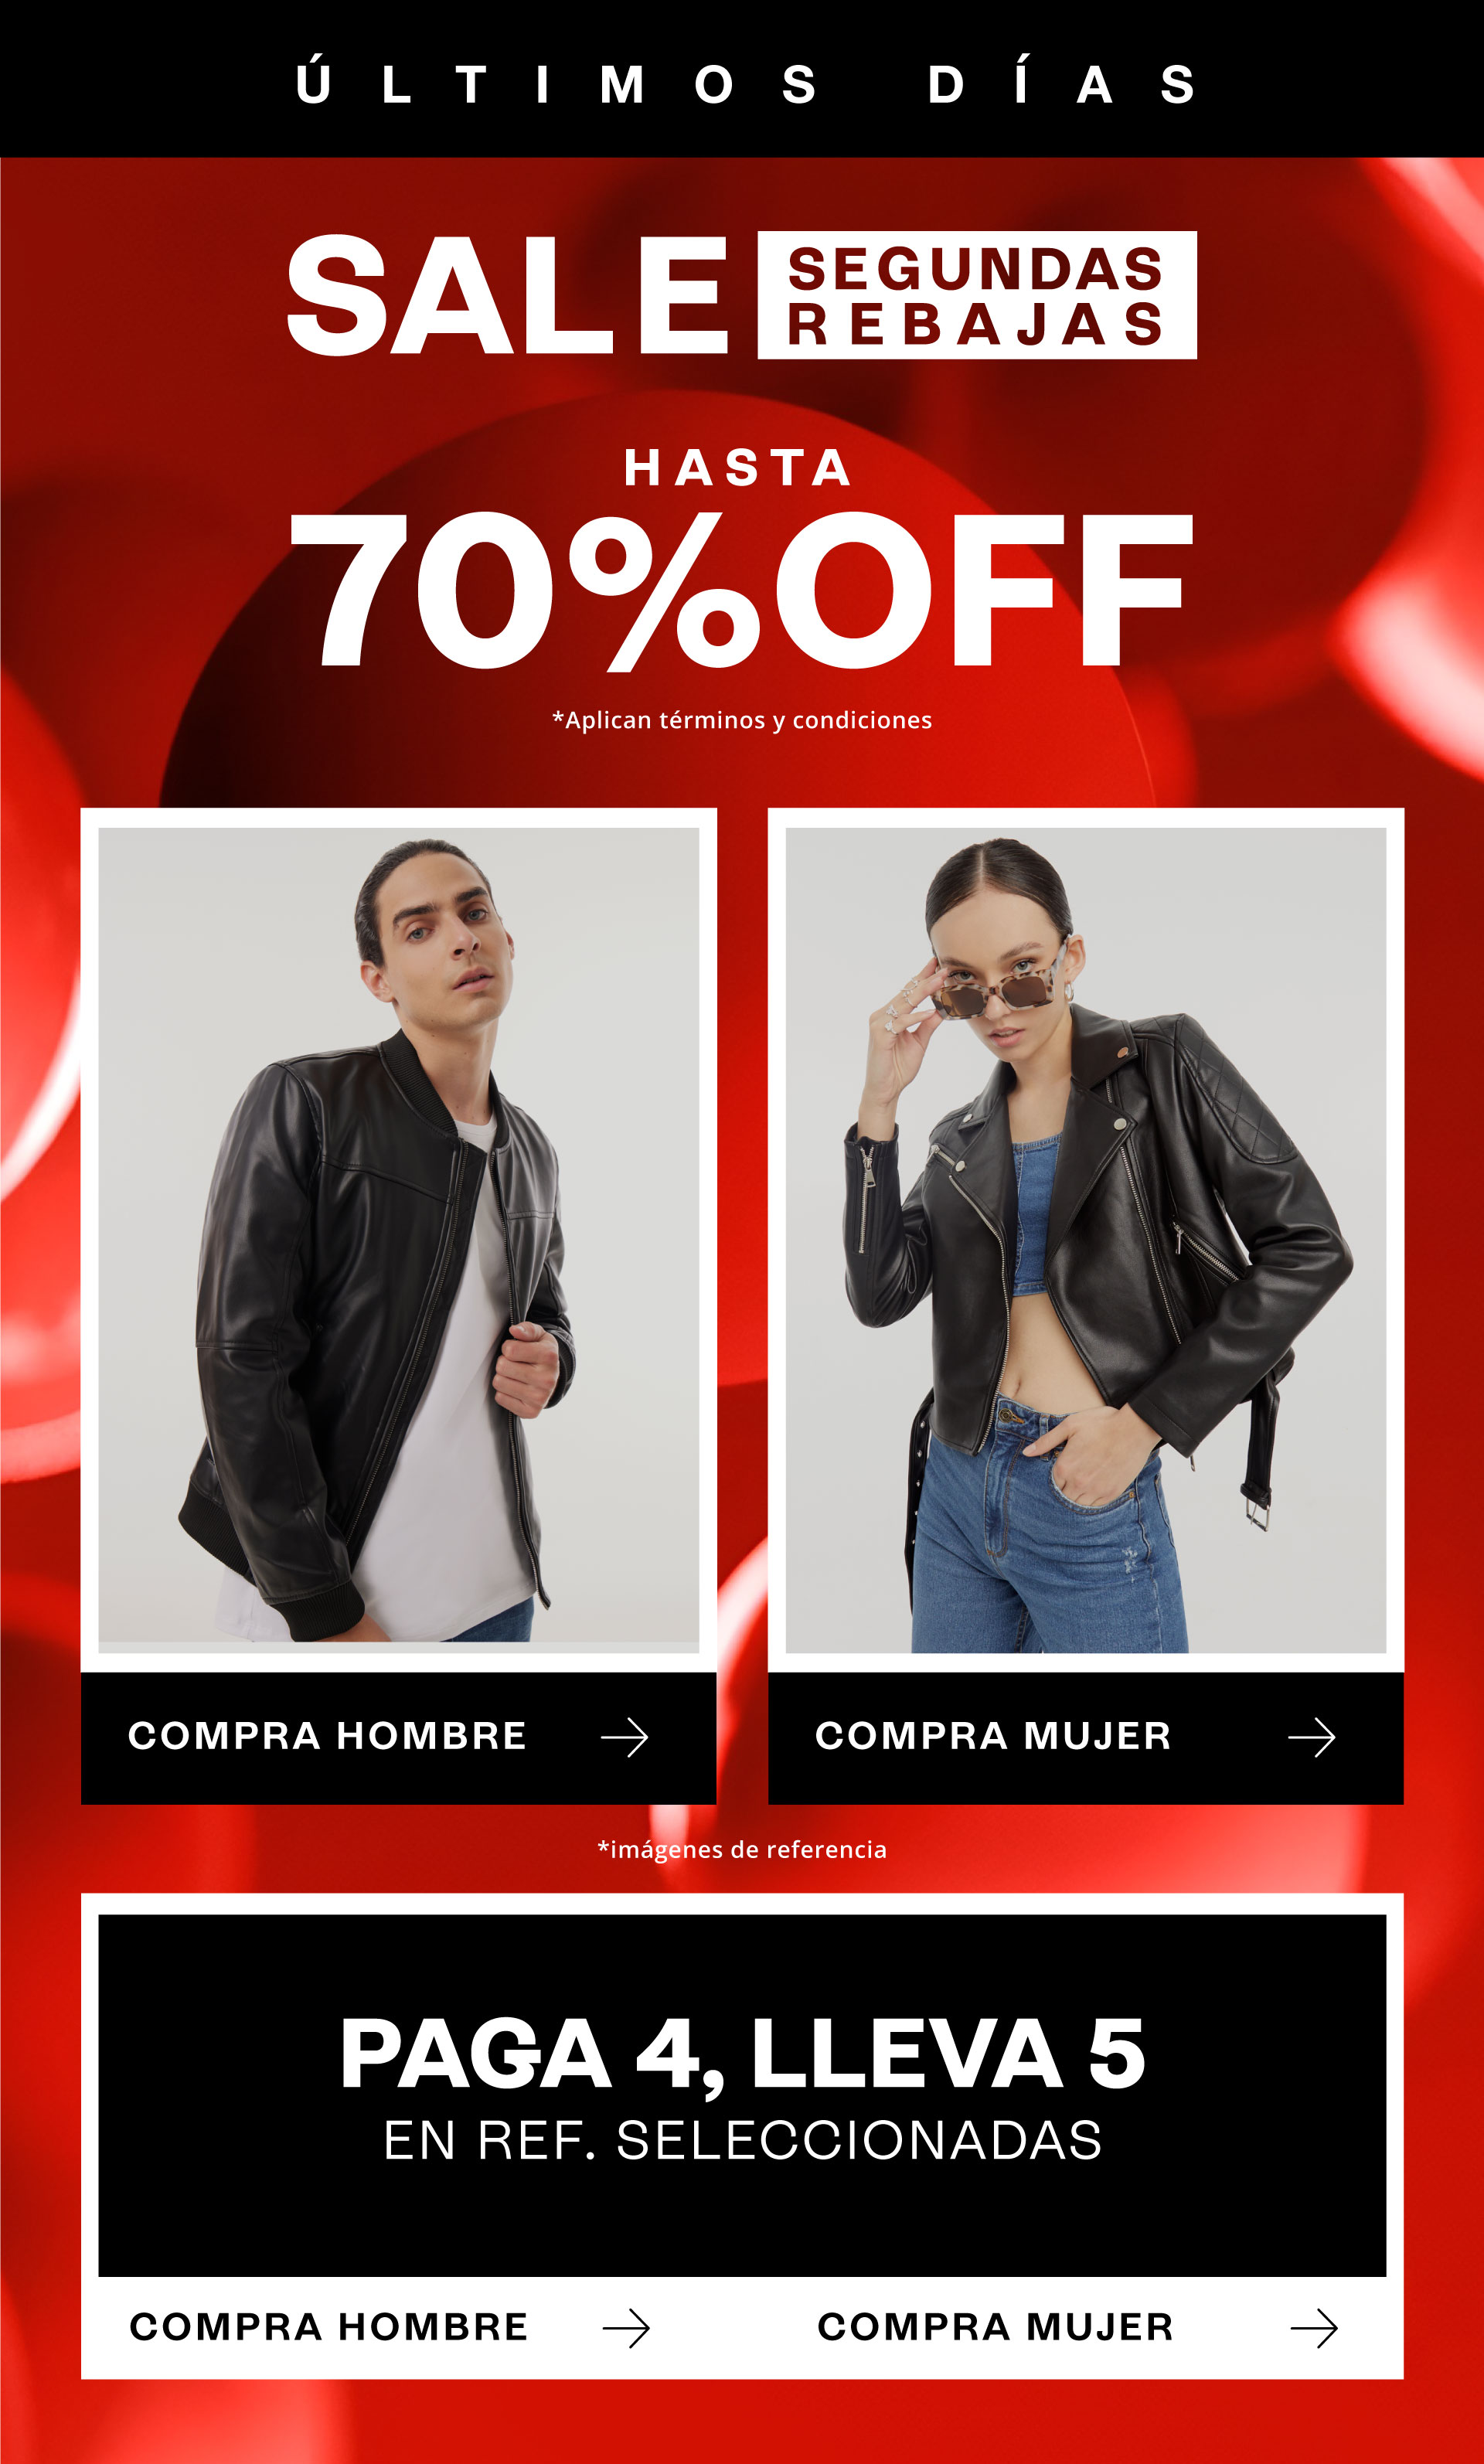 ÚLTIMOS DÍAS
SALE
SEGUNDAS
REBAJAS
HASTA
70%OFF
*Aplican términos y condiciones
COMPRA HOMBRE
COMPRA MUJER
*imágenes de referencia
PAGA 4, LLEVA 5
EN REF. SELECCIONADAS
COMPRA HOMBRE
COMPRA MUJER